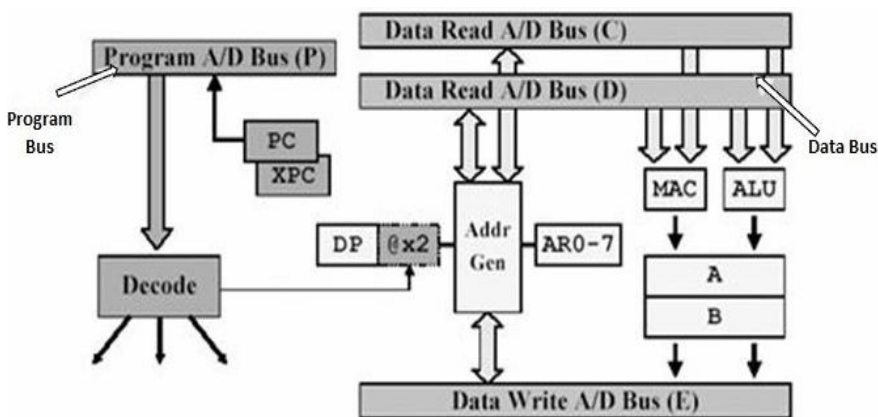 Data Read A/D Bus (C)
Program A/D Bus (P)
Data Read A/D Bus (D)
Program
Bus
Data Bus
PC
XPC
MAC
ALU
DP
@x2
Addr
Gen
AR0-7
Decode
A
B
Data Write A/D Bus (E)